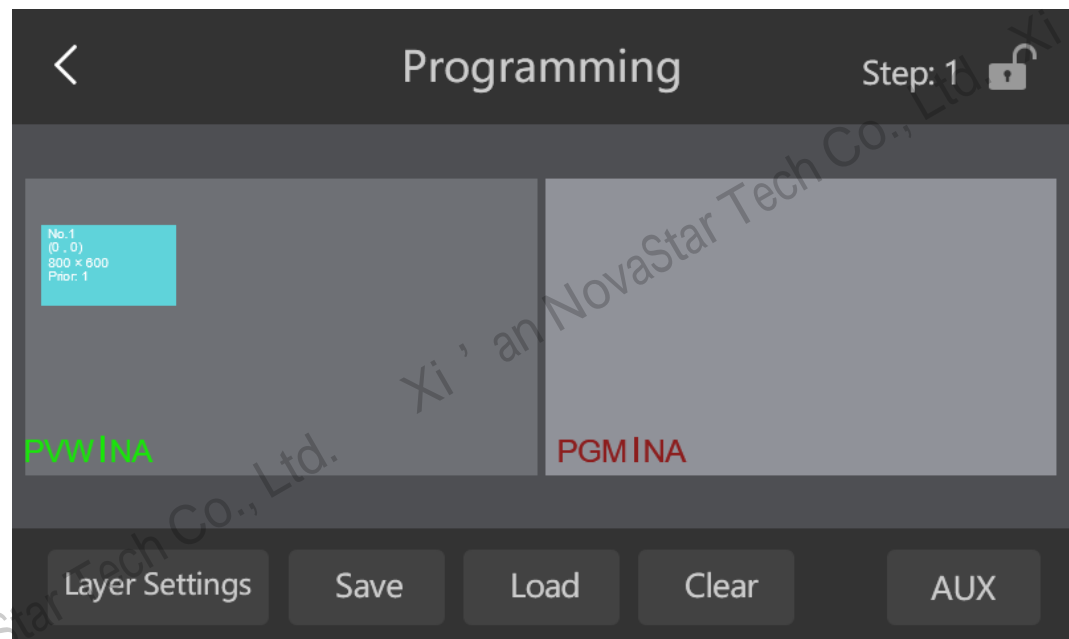 Programming
Step: 1
No.1
(0 , 0)
800 × 600
Prior: 1
PVW|NA
PGM|NA
Xi ’ an NovaStar Tech Co., Ltd. Xi
Star Tech Co., Ltd.
Layer Settings
Save
Load
Clear
AUX